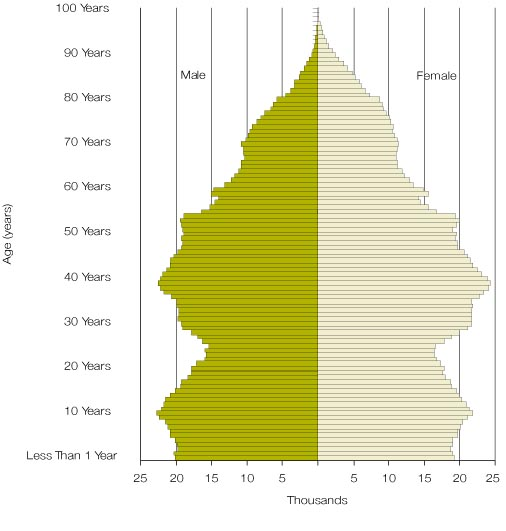 100 Years
90 Years
Male Female
80 Years
70 Years
60 Years
Age (years)
50 Years
40 Years
30 Years
20 Years
10 Years
Less Than 1 Year
25 20 15 10 5 5 10 15 20 25
Thousands